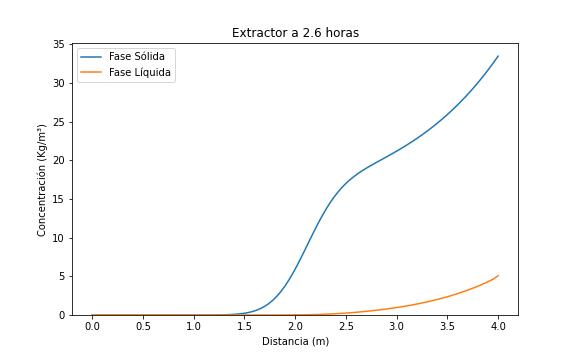 Extractor a 2.6 horas
Fase Sólida
Fase Líquida
Concentración (Kg/m³)
35
30
25
20
15
10
5
0
0.0 0.5 1.0 1.5 2.0 2.5 3.0 3.5 4.0
Distancia (m)